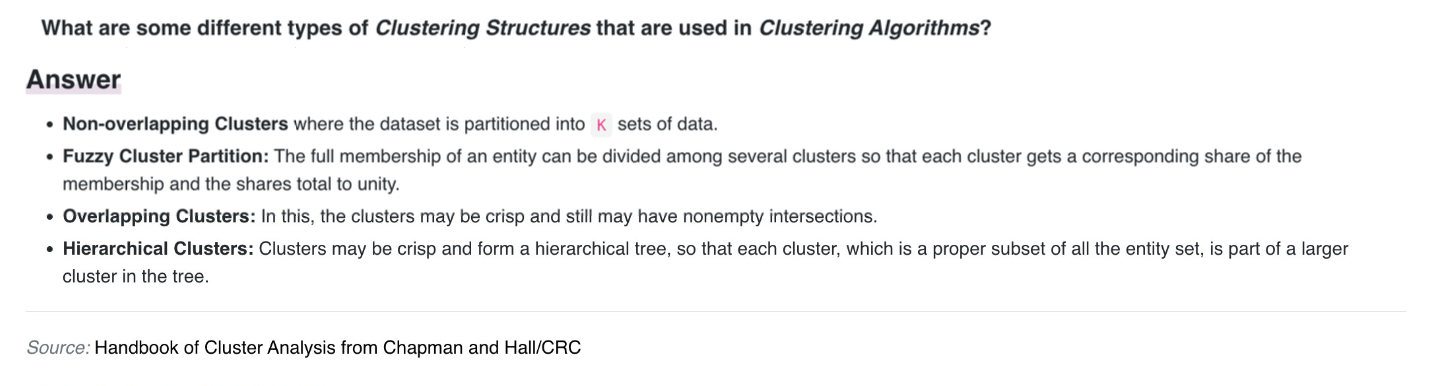 What are some different types of Clustering Structures that are used in Clustering Algorithms?
Answer
• Non-overlapping Clusters where the dataset is partitioned into K sets of data.
• Fuzzy Cluster Partition: The full membership of an entity can be divided among several clusters so that each cluster gets a corresponding share of the
membership and the shares total to unity.
• Overlapping Clusters: In this, the clusters may be crisp and still may have nonempty intersections.
• Hierarchical Clusters: Clusters may be crisp and form a hierarchical tree, so that each cluster, which is a proper subset of all the entity set, is part of a larger
cluster in the tree.
Source: Handbook of Cluster Analysis from Chapman and Hall/CRC